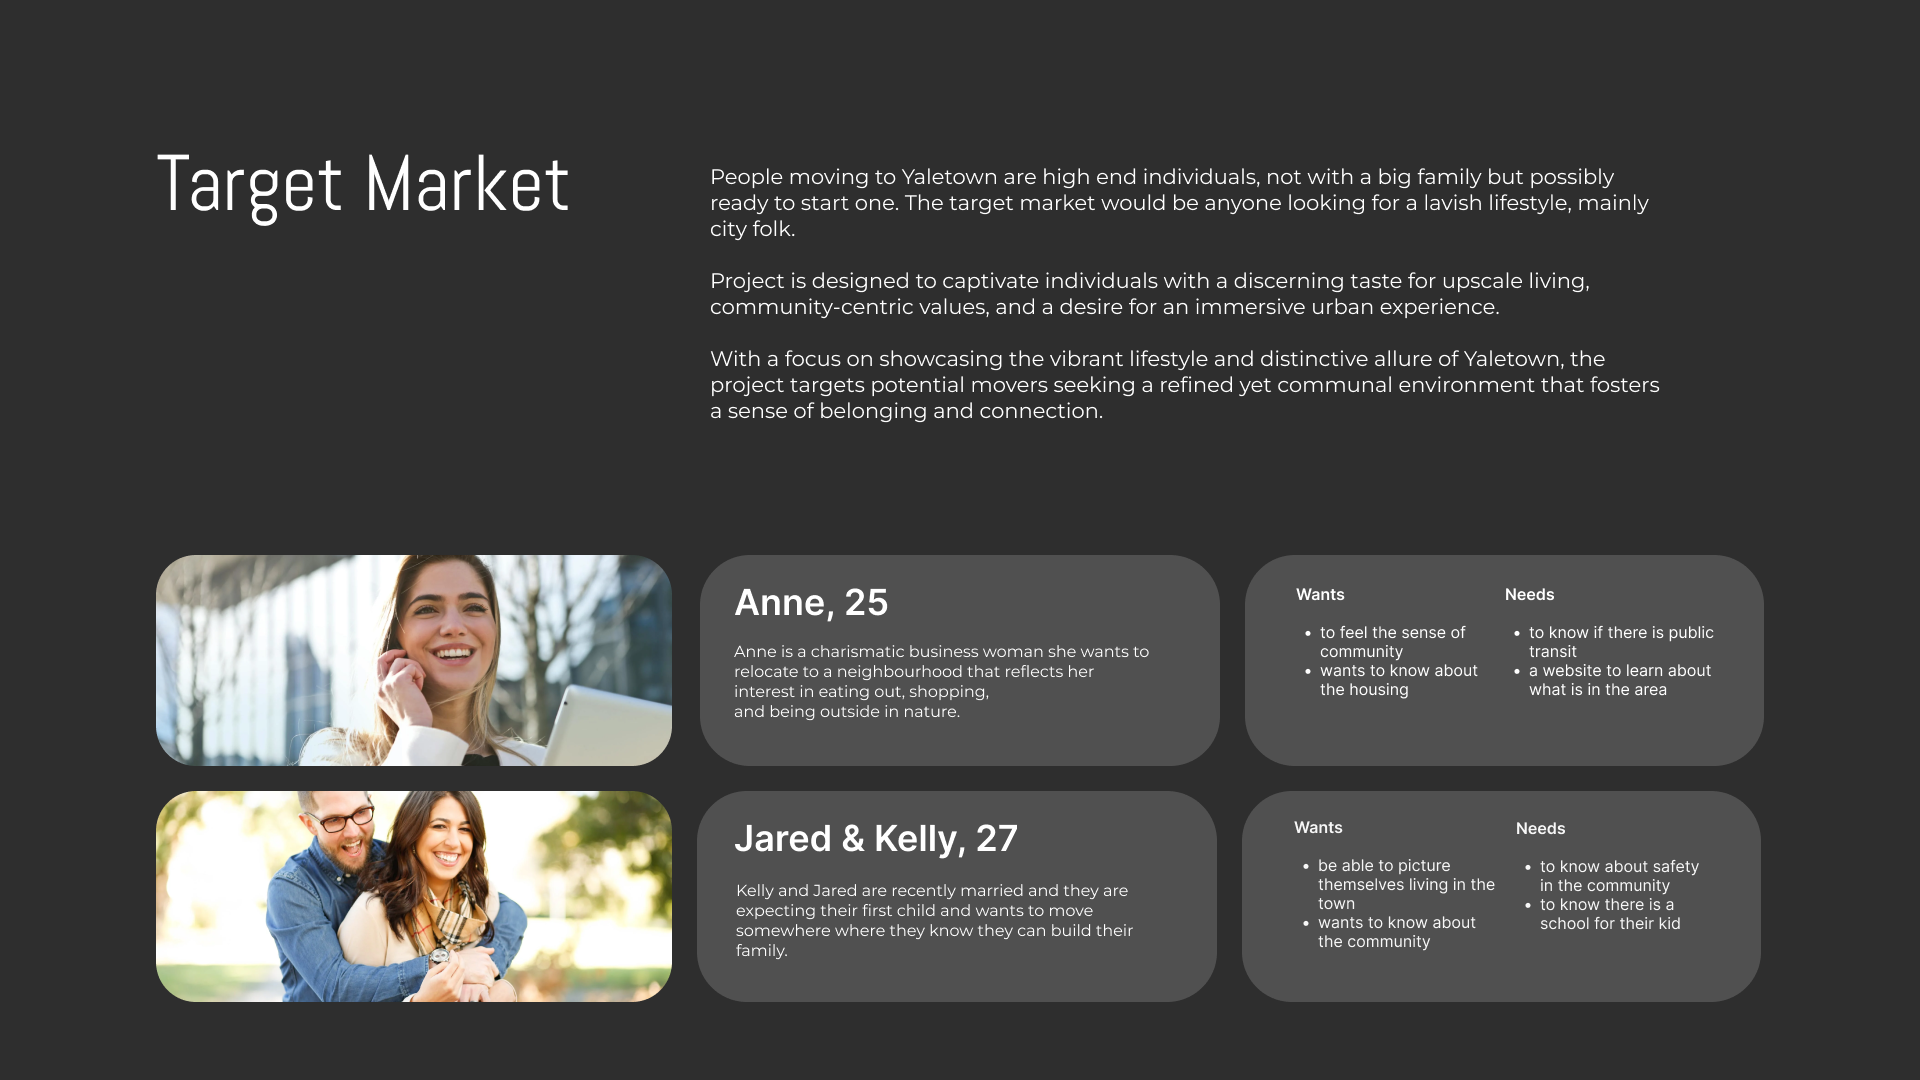 Target Market
People moving to Yaletown are high end individuals, not with a big family but possibly
ready to start one. The target market would be anyone looking for a lavish lifestyle, mainly
city folk.
Project is designed to captivate individuals with a discerning taste for upscale living,
community-centric values, and a desire for an immersive urban experience.
With a focus on showcasing the vibrant lifestyle and distinctive allure of Yaletown, the
project targets potential movers seeking a refined yet communal environment that fosters
a sense of belonging and connection.
Anne, 25
Anne is a charismatic business woman she wants to
relocate to a neighbourhood that reflects her
interest in eating out, shopping,
and being outside in nature.
Wants
• to feel the sense of
community
• wants to know about
the housing
Needs
• to know if there is public
transit
• a website to learn about
what is in the area
Jared & Kelly, 27
Kelly and Jared are recently married and they are
expecting their first child and wants to move
somewhere where they know they can build their
family.
Wants
• be able to picture
themselves living in the
town
• wants to know about
the community
Needs
• to know about safety
in the community
• to know there is a
school for their kid